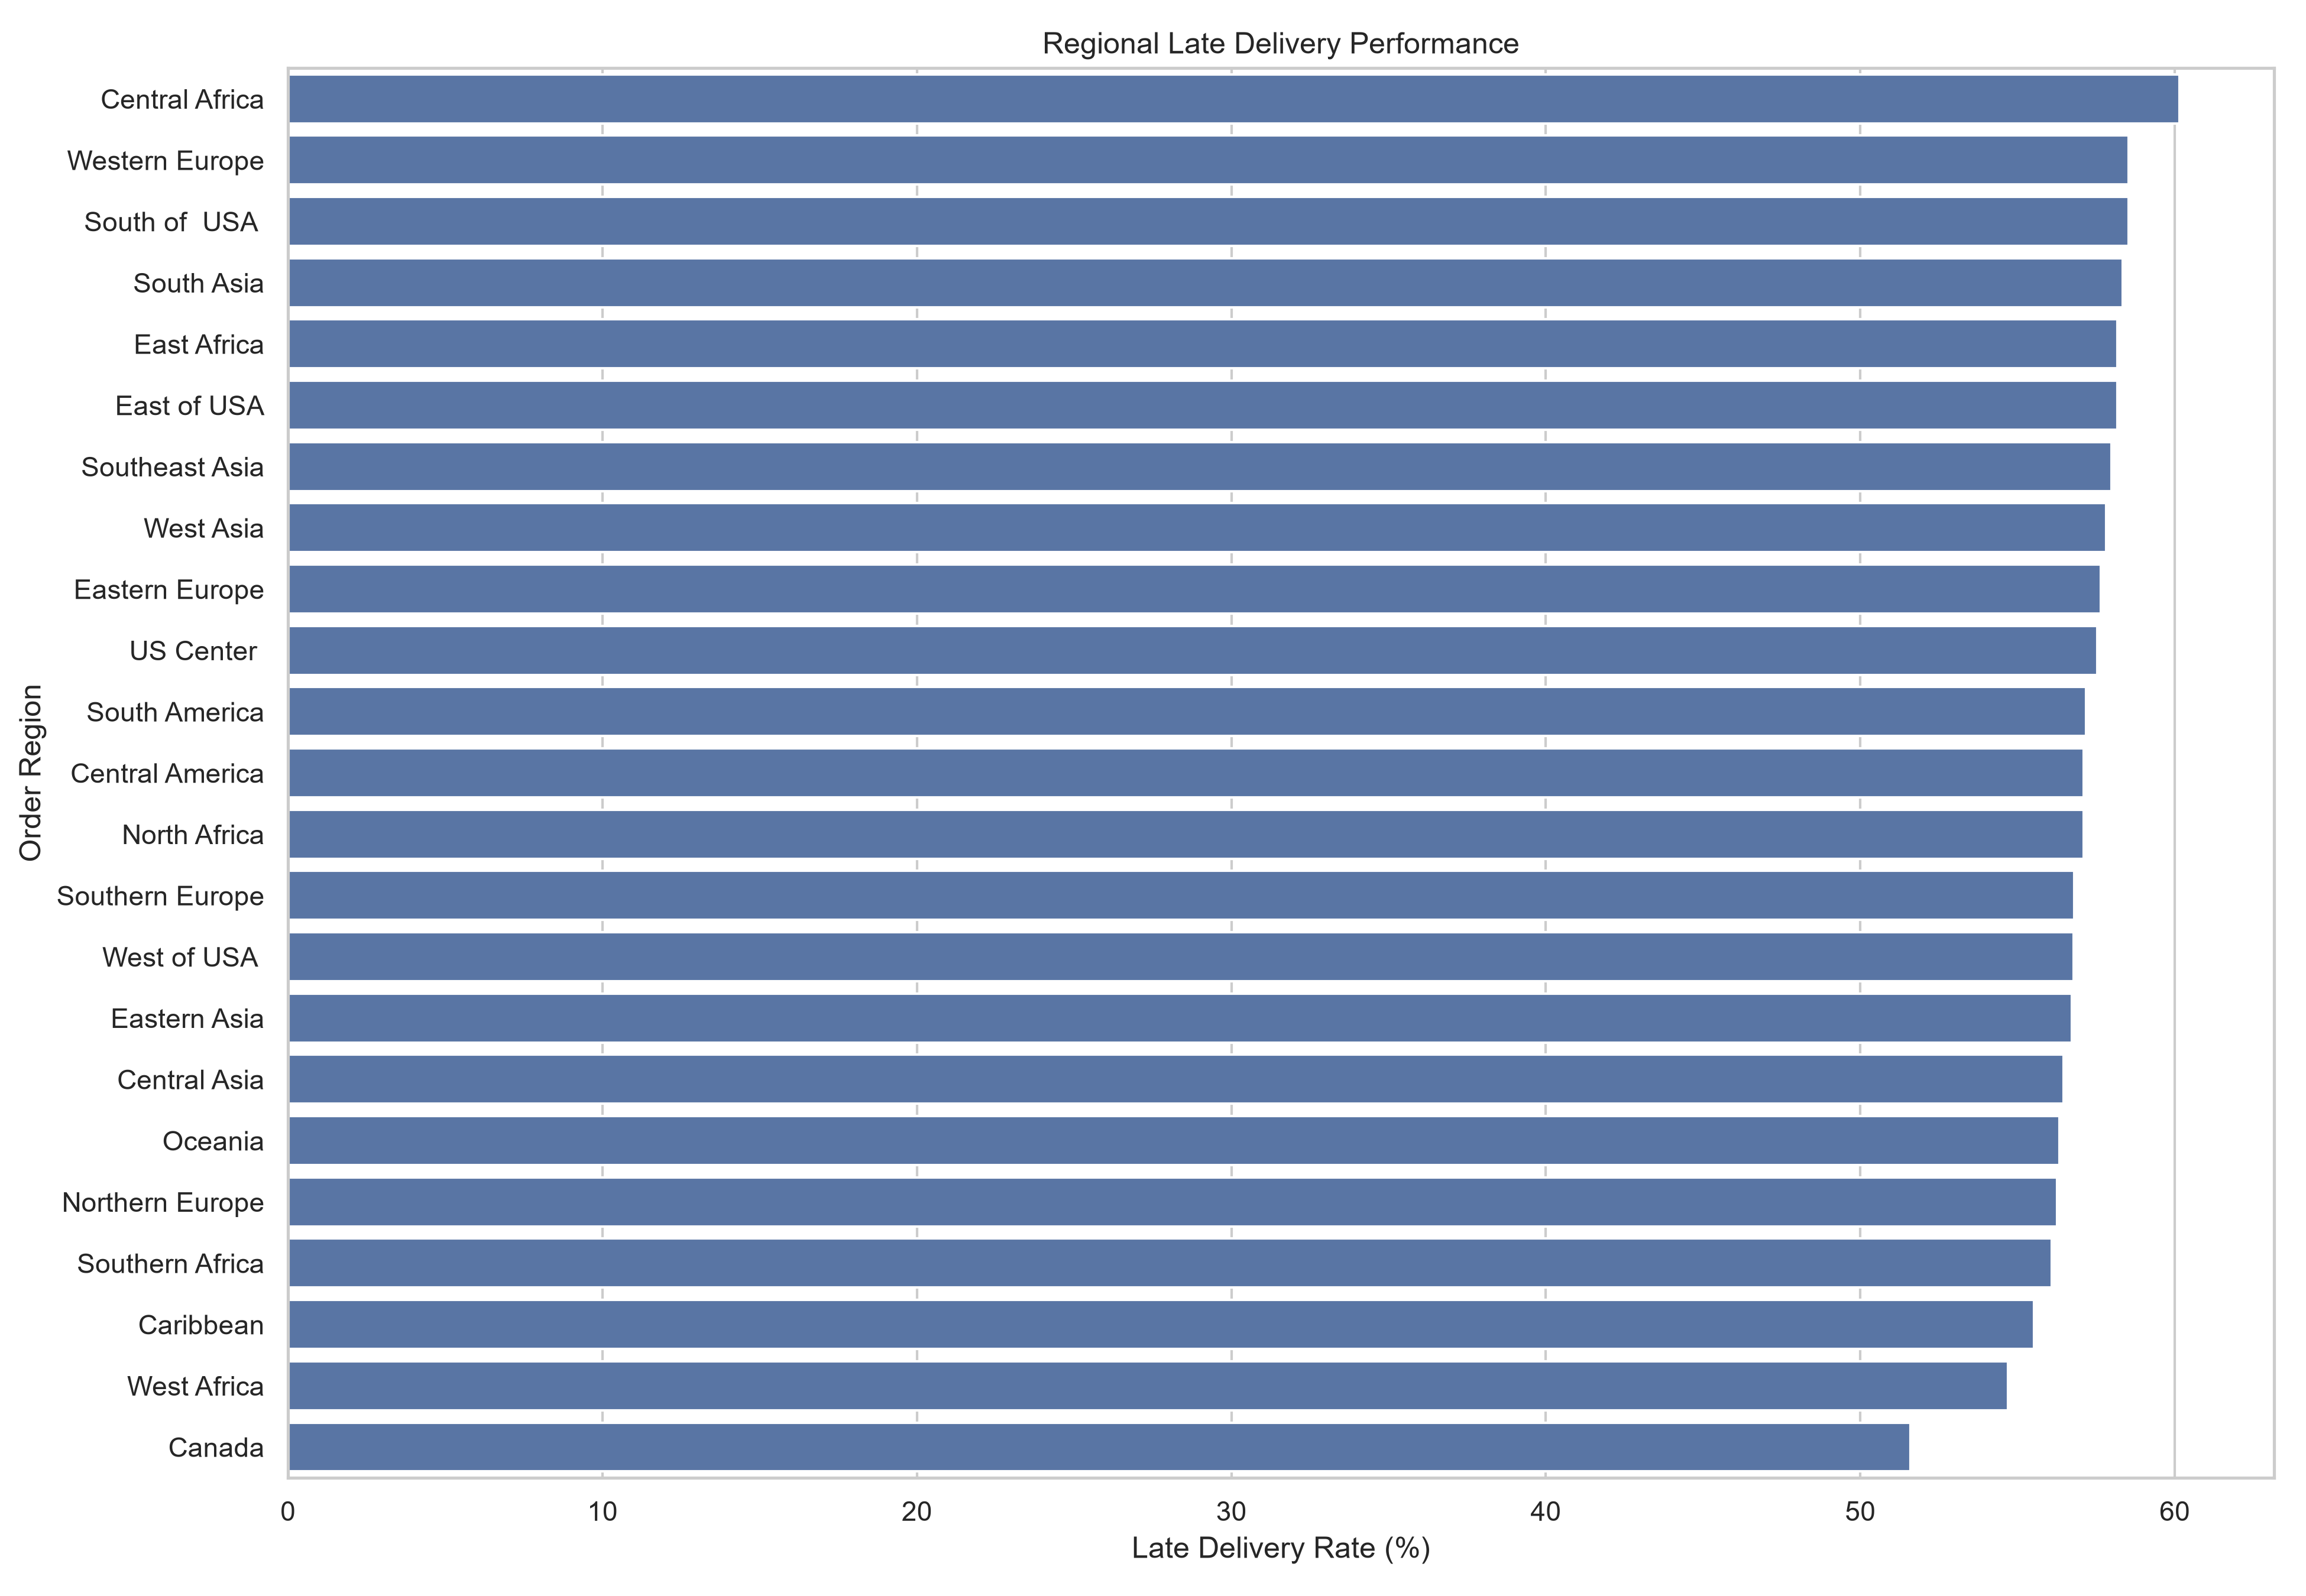 Regional Late Delivery Performance
Order Region
Central Africa
Western Europe
South of  USA
South Asia
East Africa
East of USA
Southeast Asia
West Asia
Eastern Europe
US Center
South America
Central America
North Africa
Southern Europe
West of USA
Eastern Asia
Central Asia
Oceania
Northern Europe
Southern Africa
Caribbean
West Africa
Canada
0 10 20 30 40 50 60
Late Delivery Rate (%)